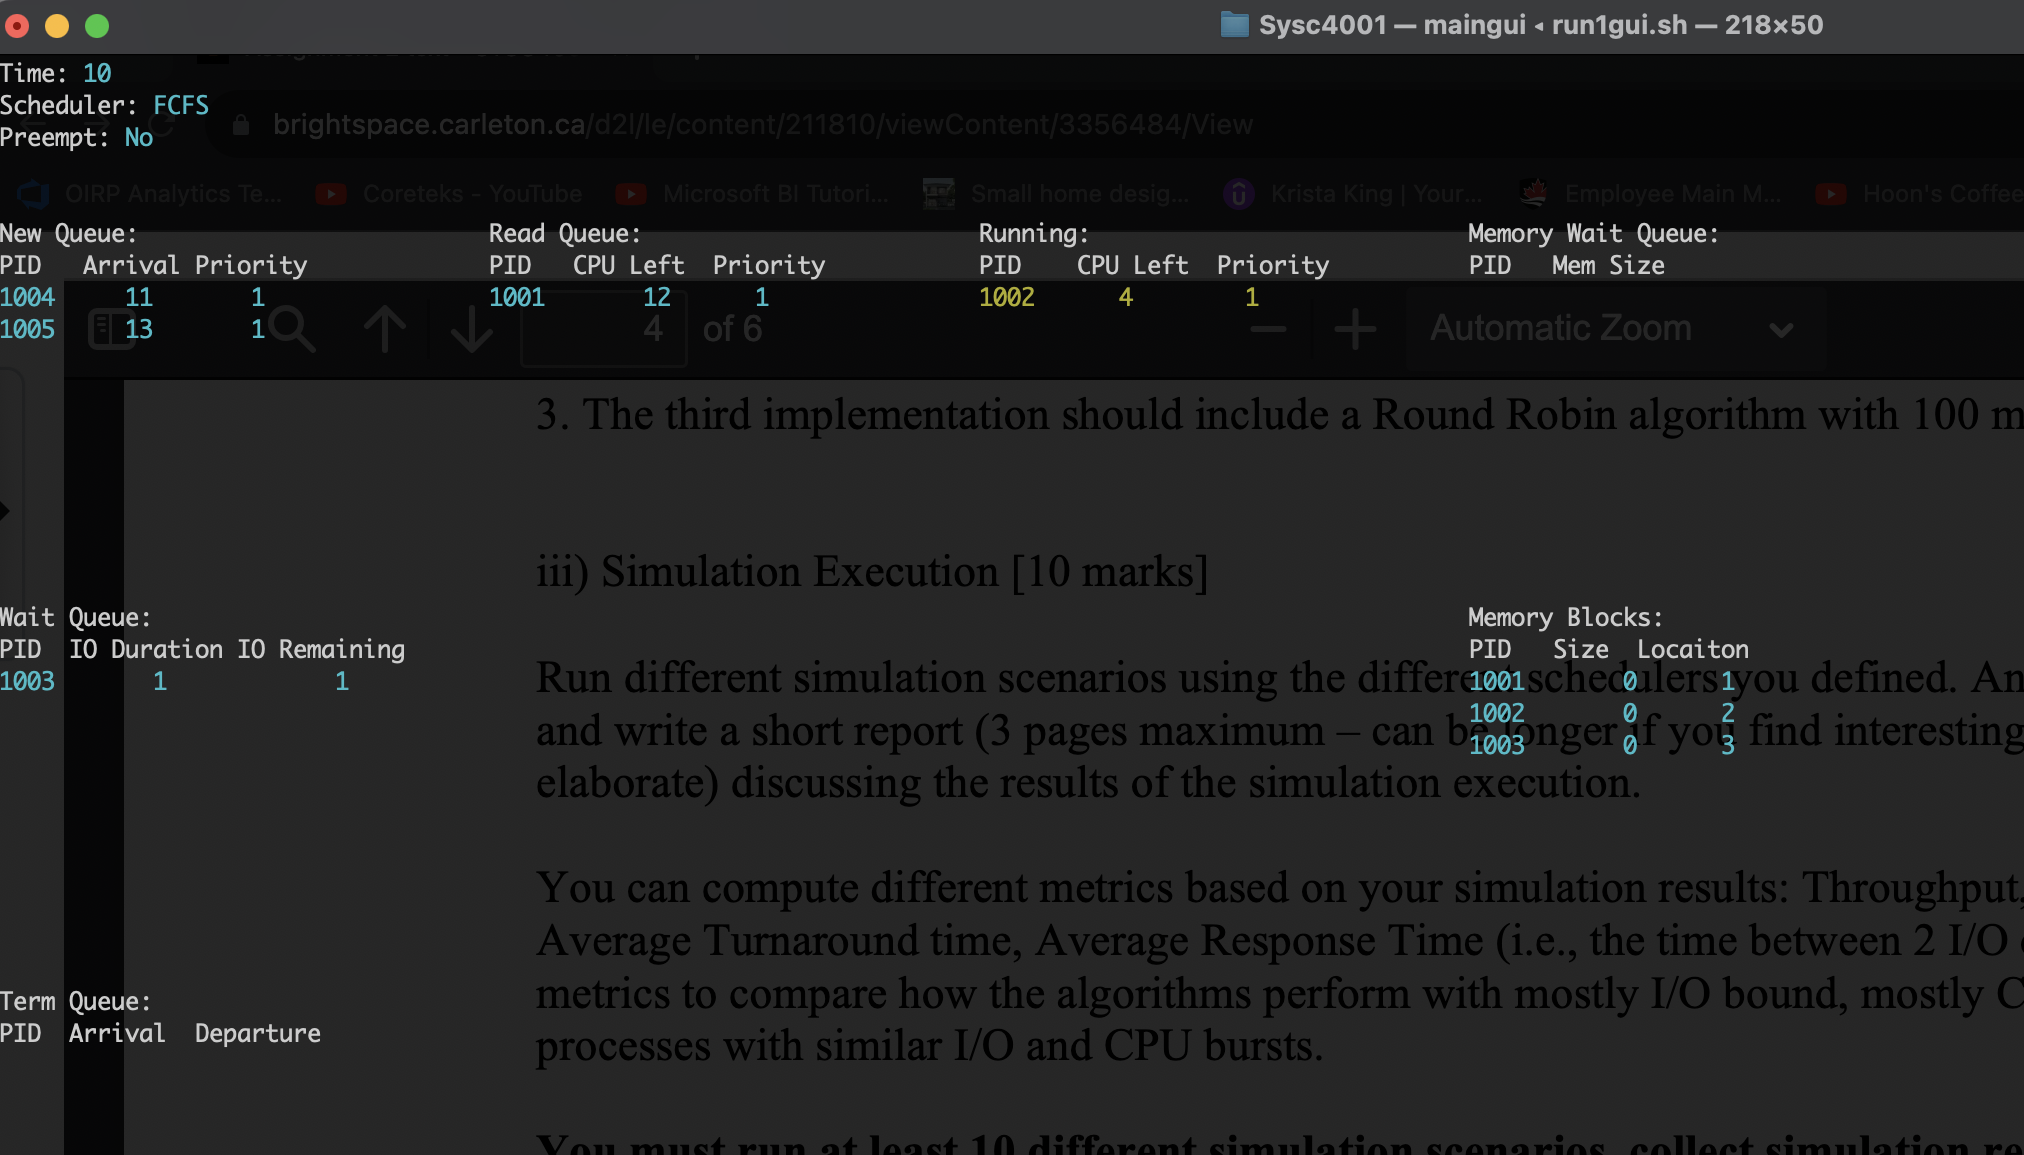 Sysc4001 — maingui ◂ run1gui.sh — 218×50
Time: 10
Scheduler: FCFS
Preempt: No
brightspace.carleton.ca/d2l/le/content/211810/viewContent/3356484/View
OIRP Analytics Te... Coreteks - YouTube Microsoft BI Tutori... Small home desig... Krista King | Your... Employee Main M... Hoon's Coffee
New Queue: Read Queue: Running: Memory Wait Queue:
PID Arrival Priority PID CPU Left Priority PID CPU Left Priority PID Mem Size
1004 11 1 1001 12 1 1002 4 1
1005 13 1
4 of 6 Automatic Zoom
3. The third implementation should include a Round Robin algorithm with 100 m
iii) Simulation Execution [10 marks]
Wait Queue: Memory Blocks:
PID IO Duration IO Remaining PID Size Locaiton
1003 1 1 1001 0 1
1002 0 2
1003 0 3
Run different simulation scenarios using the different schedulers you defined. An
and write a short report (3 pages maximum – can be longer if you find interesting
elaborate) discussing the results of the simulation execution.
You can compute different metrics based on your simulation results: Throughput,
Average Turnaround time, Average Response Time (i.e., the time between 2 I/O
metrics to compare how the algorithms perform with mostly I/O bound, mostly C
processes with similar I/O and CPU bursts.
Term Queue:
PID Arrival Departure
You must run at least 10 different simulation scenarios, collect simulation re